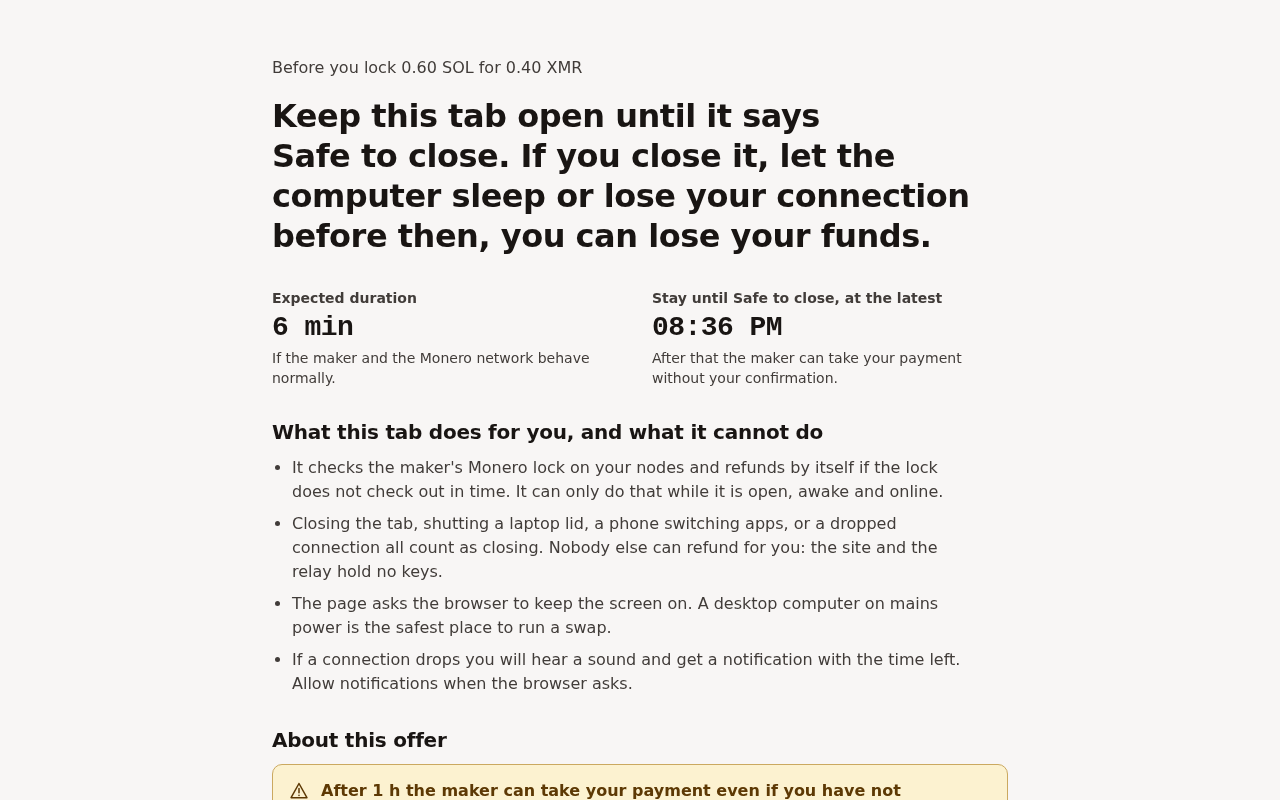 Before you lock 0.60 SOL for 0.40 XMR
Keep this tab open until it says
Safe to close. If you close it, let the
computer sleep or lose your connection
before then, you can lose your funds.
Expected duration
6 min
If the maker and the Monero network behave
normally.
Stay until Safe to close, at the latest
08:36 PM
After that the maker can take your payment
without your confirmation.
What this tab does for you, and what it cannot do
• It checks the maker's Monero lock on your nodes and refunds by itself if the lock
does not check out in time. It can only do that while it is open, awake and online.
• Closing the tab, shutting a laptop lid, a phone switching apps, or a dropped
connection all count as closing. Nobody else can refund for you: the site and the
relay hold no keys.
• The page asks the browser to keep the screen on. A desktop computer on mains
power is the safest place to run a swap.
• If a connection drops you will hear a sound and get a notification with the time left.
Allow notifications when the browser asks.
About this offer
After 1 h the maker can take your payment even if you have not